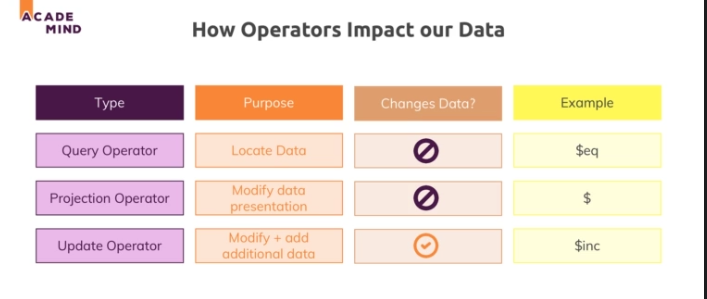 ACADE
MIND
How Operators Impact our Data
Type Purpose Changes Data? Example
Query Operator Locate Data $eq
Projection Operator Modify data presentation $
Update Operator Modify + add additional data $inc